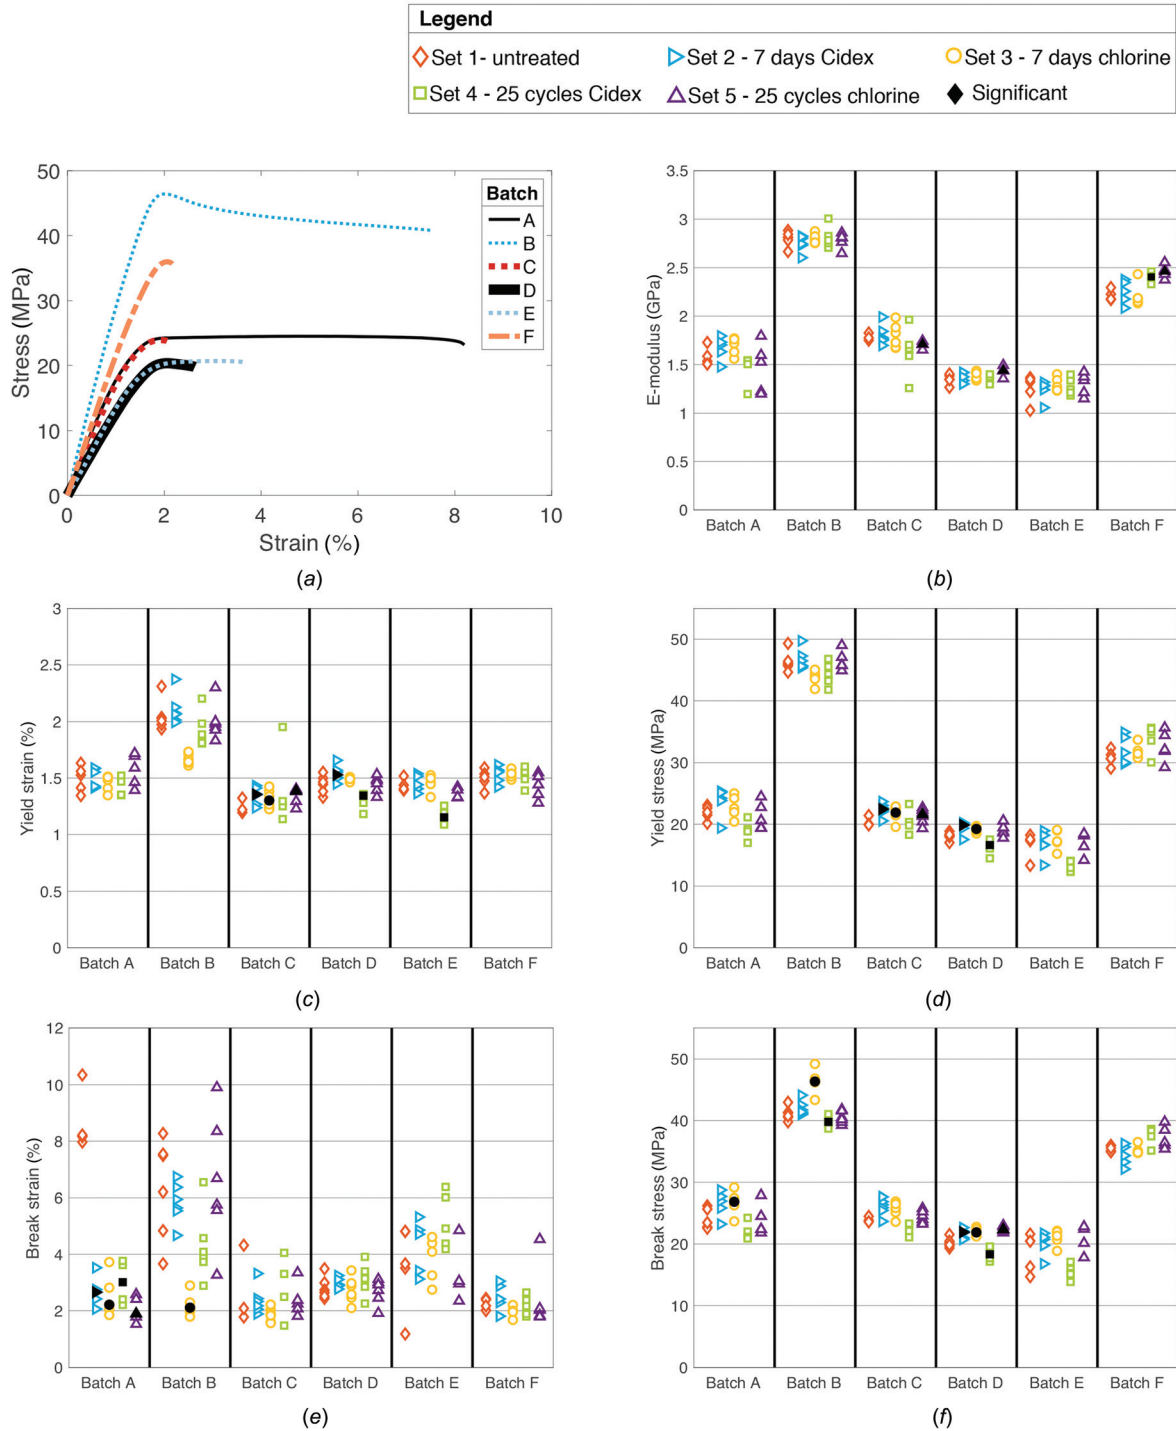 Legend
Set 1- untreated
Set 2 - 7 days Cidex
Set 3 - 7 days chlorine
Set 4 - 25 cycles Cidex
Set 5 - 25 cycles chlorine
Significant
50
40
30
20
10
0
Stress (MPa)
Batch
A
B
C
D
E
F
0
2
4
6
8
10
Strain (%)
(a)
3.5
3
2.5
2
1.5
1
0.5
0
E-modulus (GPa)
Batch A
Batch B
Batch C
Batch D
Batch E
Batch F
(b)
3
2.5
2
1.5
1
0.5
0
Yield strain (%)
Batch A
Batch B
Batch C
Batch D
Batch E
Batch F
(c)
50
40
30
20
10
0
Yield stress (MPa)
Batch A
Batch B
Batch C
Batch D
Batch E
Batch F
(d)
12
10
8
6
4
2
0
Break strain (%)
Batch A
Batch B
Batch C
Batch D
Batch E
Batch F
(e)
50
40
30
20
10
0
Break stress (MPa)
Batch A
Batch B
Batch C
Batch D
Batch E
Batch F
(f)